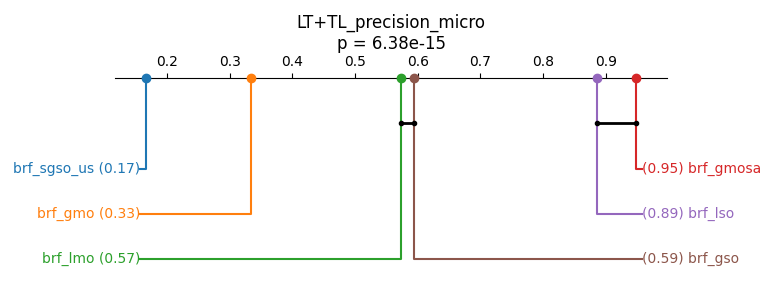 LT+TL_precision_micro
p = 6.38e-15
0.2 0.3 0.4 0.5 0.6 0.7 0.8 0.9
brf_sgso_us (0.17) (0.95) brf_gmosa
brf_gmo (0.33) (0.89) brf_lso
brf_lmo (0.57) (0.59) brf_gso